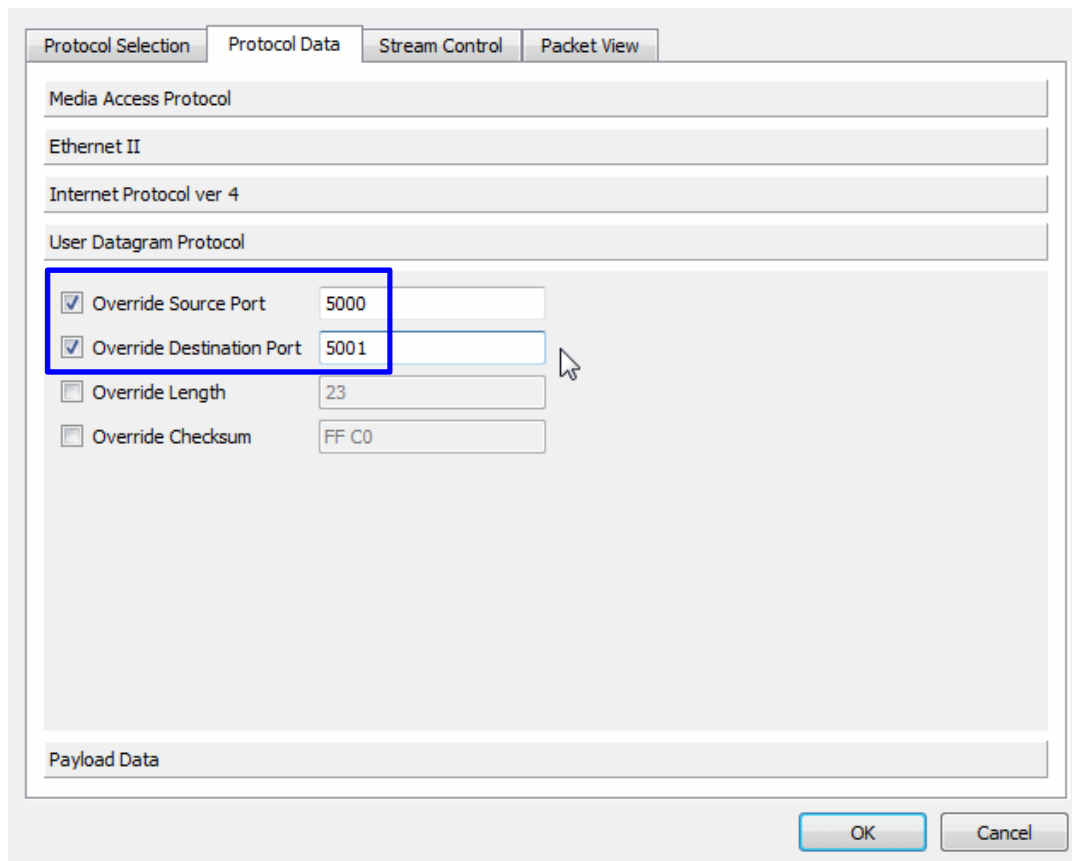 Protocol Selection Protocol Data Stream Control Packet View
Media Access Protocol
Ethernet II
Internet Protocol ver 4
User Datagram Protocol
Override Source Port 5000
Override Destination Port 5001
Override Length 23
Override Checksum FF C0
Payload Data
OK Cancel